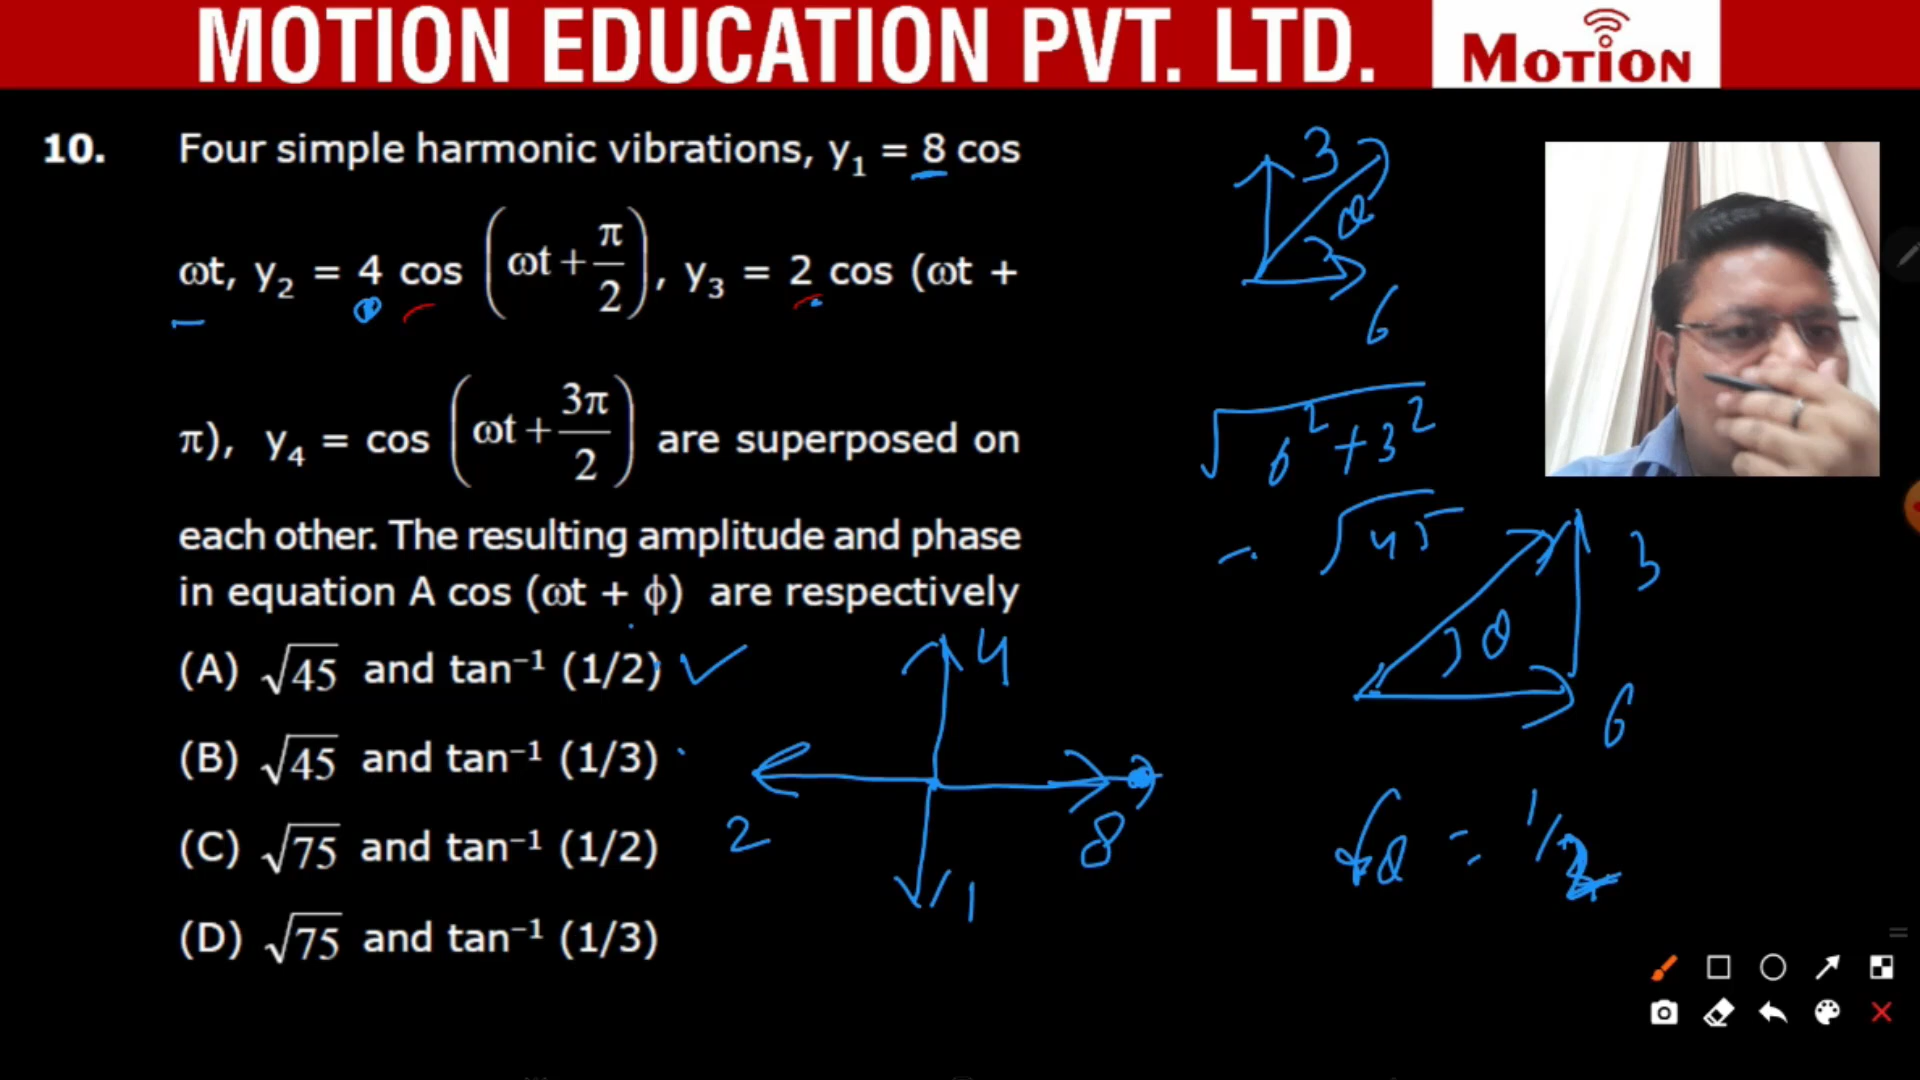 MOTION EDUCATION PVT. LTD.
MOTION
10. Four simple harmonic vibrations, y₁ = 8 cos
ωt, y₂ = 4 cos (ωt + π/2), y₃ = 2 cos (ωt +
π), y₄ = cos (ωt + 3π/2) are superposed on
each other. The resulting amplitude and phase
in equation A cos (ωt + ϕ) are respectively
(A) √45 and tan⁻¹ (1/2) ✓
(B) √45 and tan⁻¹ (1/3)
(C) √75 and tan⁻¹ (1/2)
(D) √75 and tan⁻¹ (1/3)
4
2
8
1
3
θ
6
√6² + 3²
= √45
3
θ
6
θ = 1/2